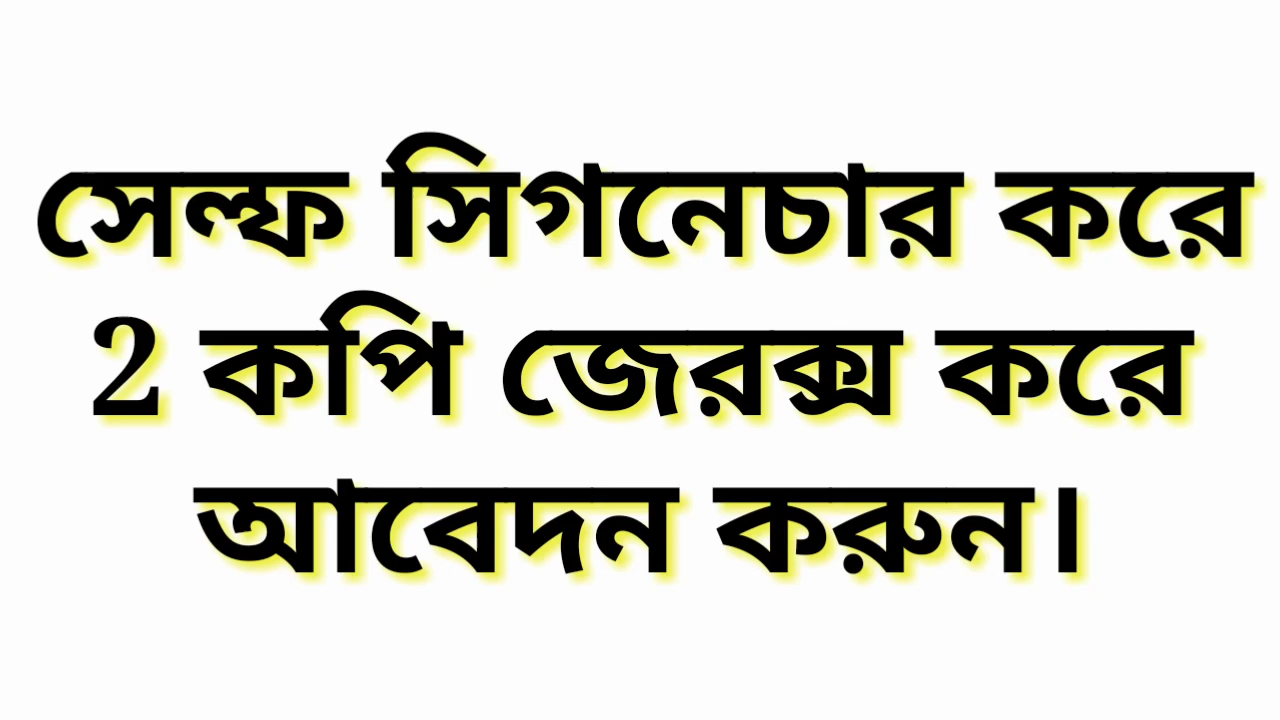 সেল্ফ সিগনেচার করে
2 কপি জেরক্স করে
আবেদন করুন।